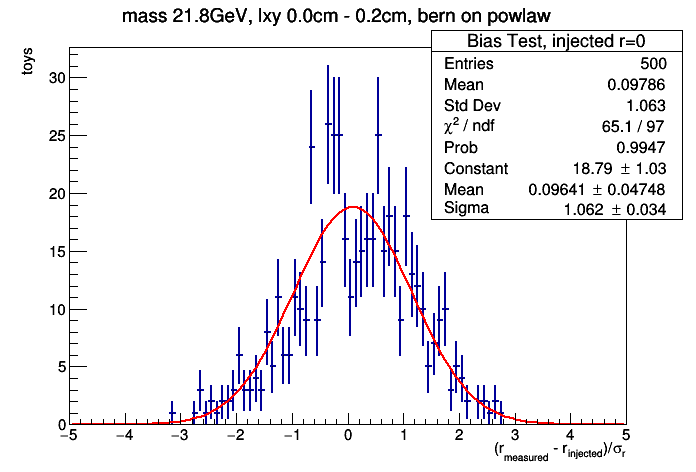 mass 21.8GeV, lxy 0.0cm - 0.2cm, bern on powlaw
toys
Bias Test, injected r=0
Entries 500
Mean 0.09786
Std Dev 1.063
χ² / ndf 65.1 / 97
Prob 0.9947
Constant 18.79 ± 1.03
Mean 0.09641 ± 0.04748
Sigma 1.062 ± 0.034
30
25
20
15
10
5
0
−5 −4 −3 −2 −1 0 1 2 3 4 5
(r_measured - r_injected)/σ_r